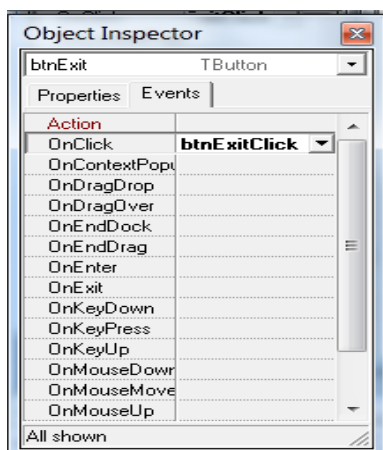 Object Inspector
btnExit TButton
Properties Events
Action
OnClick btnExitClick
OnContextPopu
OnDragDrop
OnDragOver
OnEndDock
OnEndDrag
OnEnter
OnExit
OnKeyDown
OnKeyPress
OnKeyUp
OnMouseDown
OnMouseMove
OnMouseUp
All shown